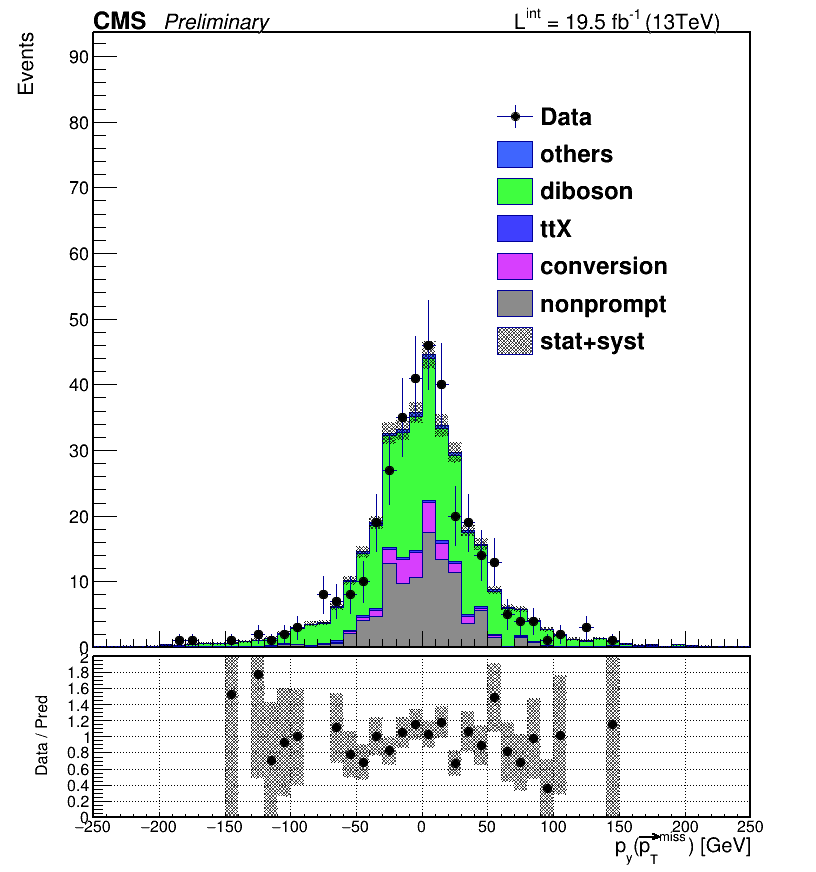 CMS Preliminary L^int = 19.5 fb^-1 (13TeV)
Events
90
80
70
60
50
40
30
20
10
0
Data
others
diboson
ttX
conversion
nonprompt
stat+syst
Data / Pred
2
1.8
1.6
1.4
1.2
1
0.8
0.6
0.4
0.2
0
−250 −200 −150 −100 −50 0 50 100 150 200 250
p_y(p_T^miss) [GeV]